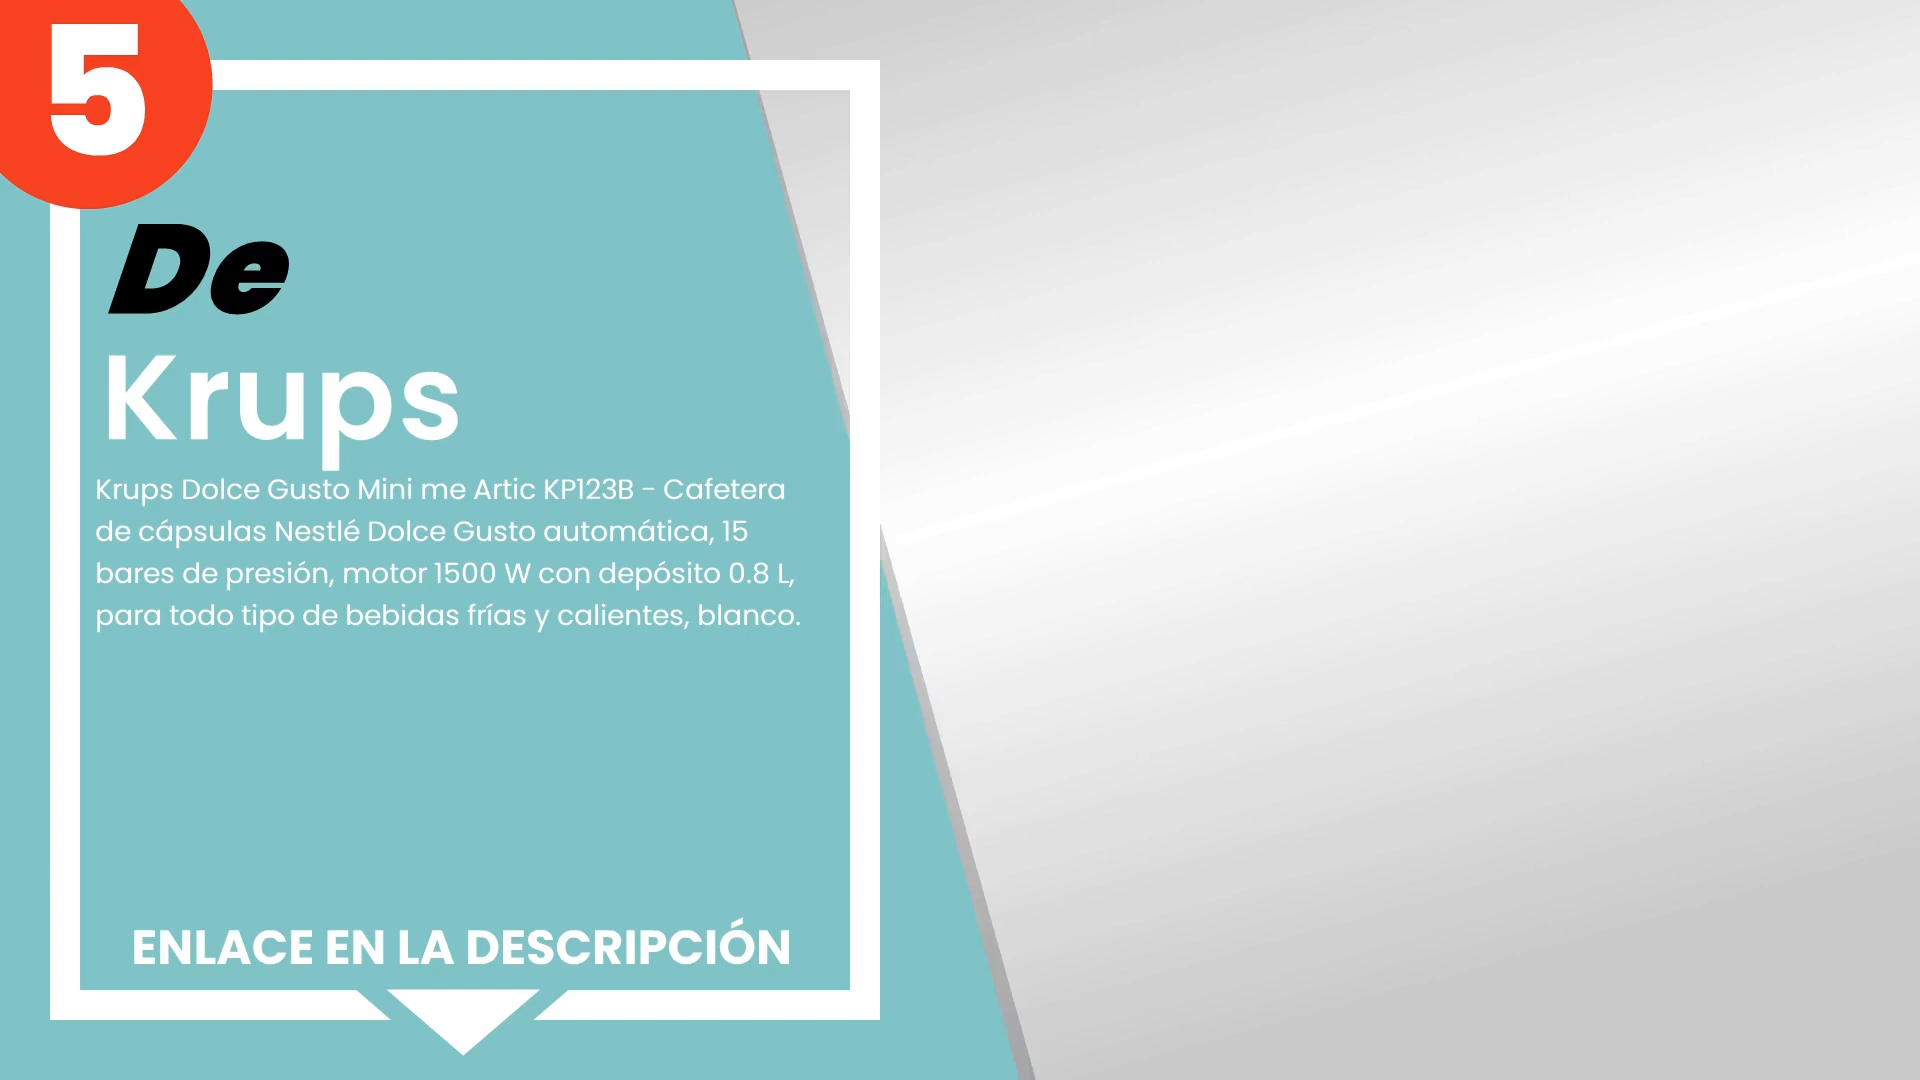 5
De
Krups
Krups Dolce Gusto Mini me Artic KP123B - Cafetera
de cápsulas Nestlé Dolce Gusto automática, 15
bares de presión, motor 1500 W con depósito 0.8 L,
para todo tipo de bebidas frías y calientes, blanco.
ENLACE EN LA DESCRIPCIÓN